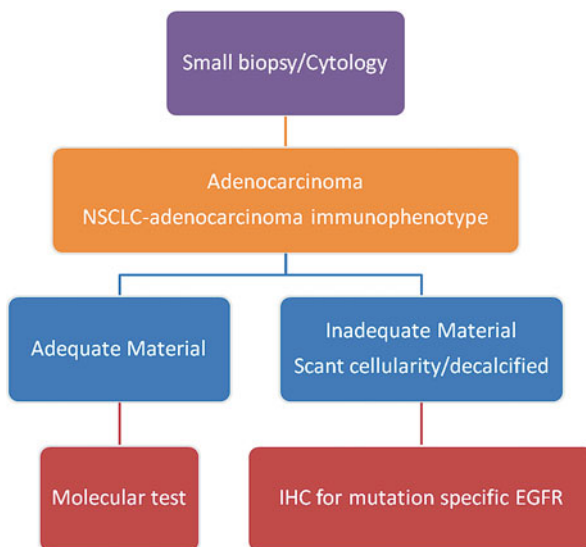 Small biopsy/Cytology
Adenocarcinoma
NSCLC-adenocarcinoma immunophenotype
Adequate Material
Inadequate Material
Scant cellularity/decalcified
Molecular test
IHC for mutation specific EGFR